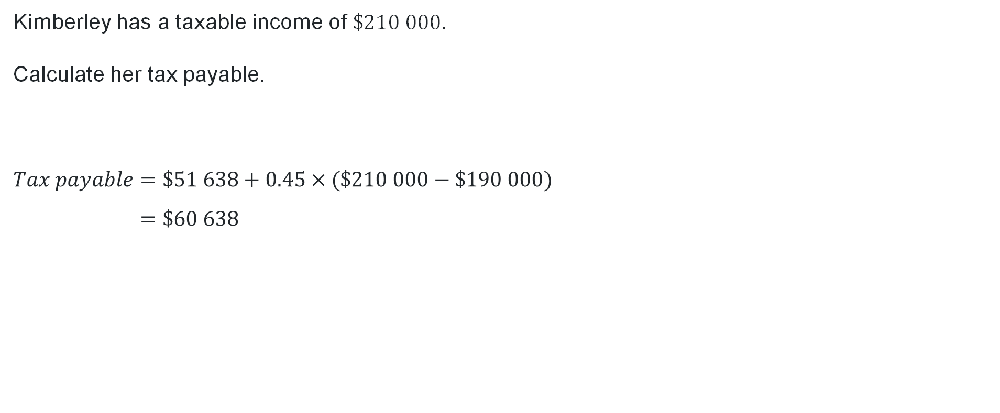 Kimberley has a taxable income of $210 000.
Calculate her tax payable.
Tax payable = $51 638 + 0.45 × ($210 000 − $190 000)
= $60 638